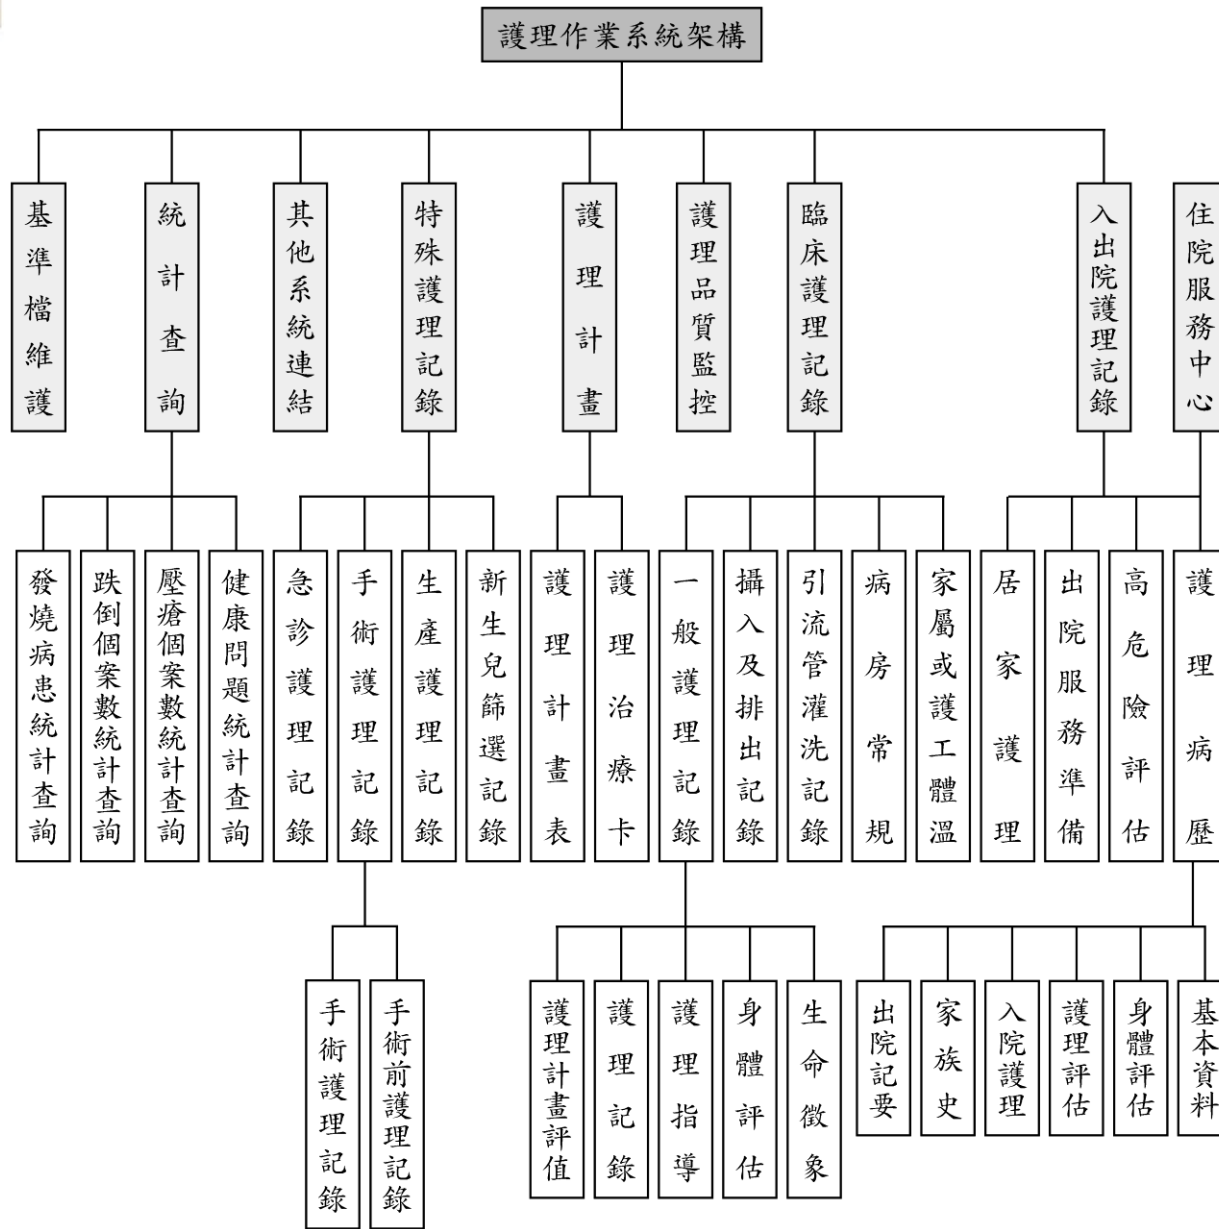 護理作業系統架構
基準檔維護
統計查詢
其他系統連結
特殊護理記錄
護理計畫
護理品質監控
臨床護理記錄
入出院護理記錄
住院服務中心
發燒病患統計查詢
跌倒個案數統計查詢
壓瘡個案數統計查詢
健康問題統計查詢
急診護理記錄
手術護理記錄
生產護理記錄
新生兒篩選記錄
護理計畫表
護理治療卡
一般護理記錄
攝入及排出記錄
引流管灌洗記錄
病房常規
家屬或護工體溫
居家護理
出院服務準備
高危險評估
護理病歷
手術護理記錄
手術前護理記錄
護理計畫評值
護理記錄
護理指導
身體評估
生命徵象
出院記要
家族史
入院護理
護理評估
身體評估
基本資料